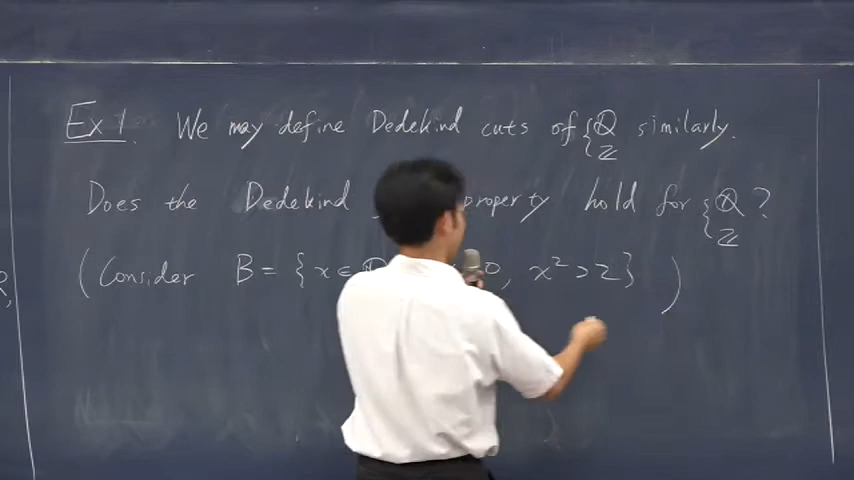 Ex 1. We may define Dedekind cuts of { ℚ ℤ similarly.
Does the Dedekind property hold for { ℚ ℤ ?
(Consider B = { x ∈ ℚ 0, x² > 2 } )